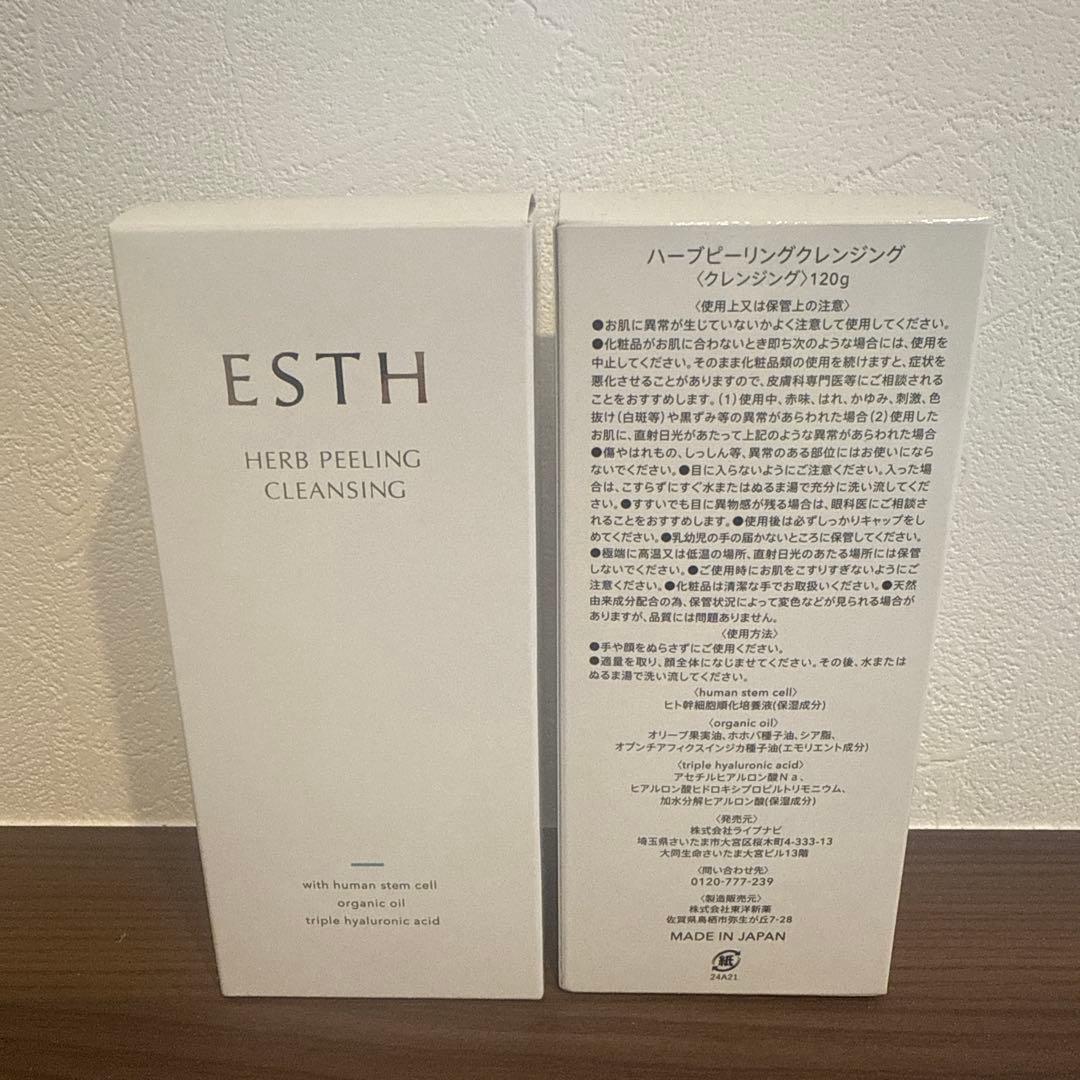 ESTH
HERB PEELING
CLEANSING
with human stem cell
organic oil
triple hyaluronic acid
ハーブピーリングクレンジング
〈クレンジング〉120g
〈使用上又は保管上の注意〉
●お肌に異常が生じていないかよく注意して使用してください。
●化粧品がお肌に合わないとき即ち次のような場合には、使用を
中止してください。そのまま化粧品類の使用を続けますと、症状を
悪化させることがありますので、皮膚科専門医等にご相談される
ことをおすすめします。(1)使用中、赤味、はれ、かゆみ、刺激、色
抜け(白斑等)や黒ずみ等の異常があらわれた場合(2)使用した
お肌に、直射日光があたって上記のような異常があらわれた場合
●傷やはれもの、しっしん等、異常のある部位にはお使いになら
ないでください。●目に入らないようにご注意ください。入った場
合は、こすらずにすぐ水またはぬるま湯で充分に洗い流してくだ
さい。●すすいでも目に異物感が残る場合は、眼科医にご相談さ
れることをおすすめします。●使用後は必ずしっかりキャップをし
めてください。●乳幼児の手の届かないところに保管してください。
●極端に高温又は低温の場所、直射日光のあたる場所には保管
しないでください。●ご使用時にお肌をこすりすぎないようにご
注意ください。●化粧品は清潔な手でお取扱いください。●天然
由来成分配合の為、保管状況によって変色などが見られる場合が
ありますが、品質には問題ありません。
〈使用方法〉
●手や顔をぬらさずにご使用ください。
●適量を取り、顔全体になじませてください。その後、水または
ぬるま湯で洗い流してください。
〈human stem cell〉
ヒト幹細胞順化培養液(保湿成分)
〈organic oil〉
オリーブ果実油、ホホバ種子油、シア脂、
オプンチアフィクスインジカ種子油(エモリエント成分)
〈triple hyaluronic acid〉
アセチルヒアルロン酸Na、
ヒアルロン酸ヒドロキシプロピルトリモニウム、
加水分解ヒアルロン酸(保湿成分)
〈発売元〉
株式会社ライブナビ
埼玉県さいたま市大宮区桜木町4-333-13
大同生命さいたま大宮ビル13階
〈問い合わせ先〉
0120-777-239
〈製造販売元〉
株式会社東洋新薬
佐賀県鳥栖市弥生が丘7-28
MADE IN JAPAN
紙
24A21